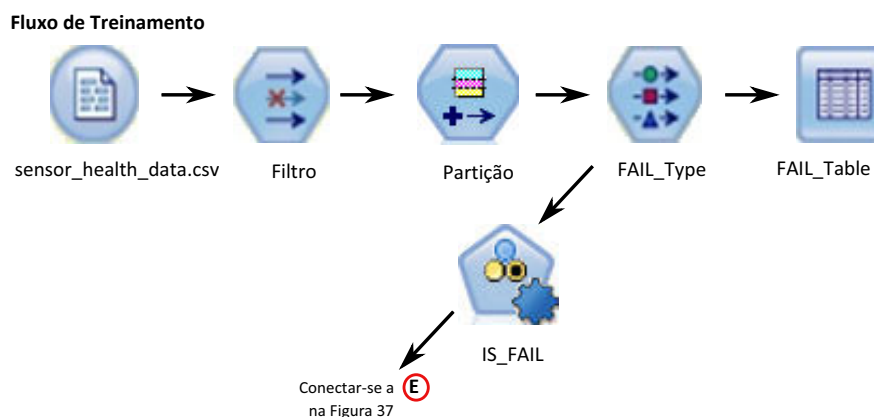 Fluxo de Treinamento
sensor_health_data.csv
Filtro
Partição
FAIL_Type
FAIL_Table
IS_FAIL
Conectar-se a E
na Figura 37